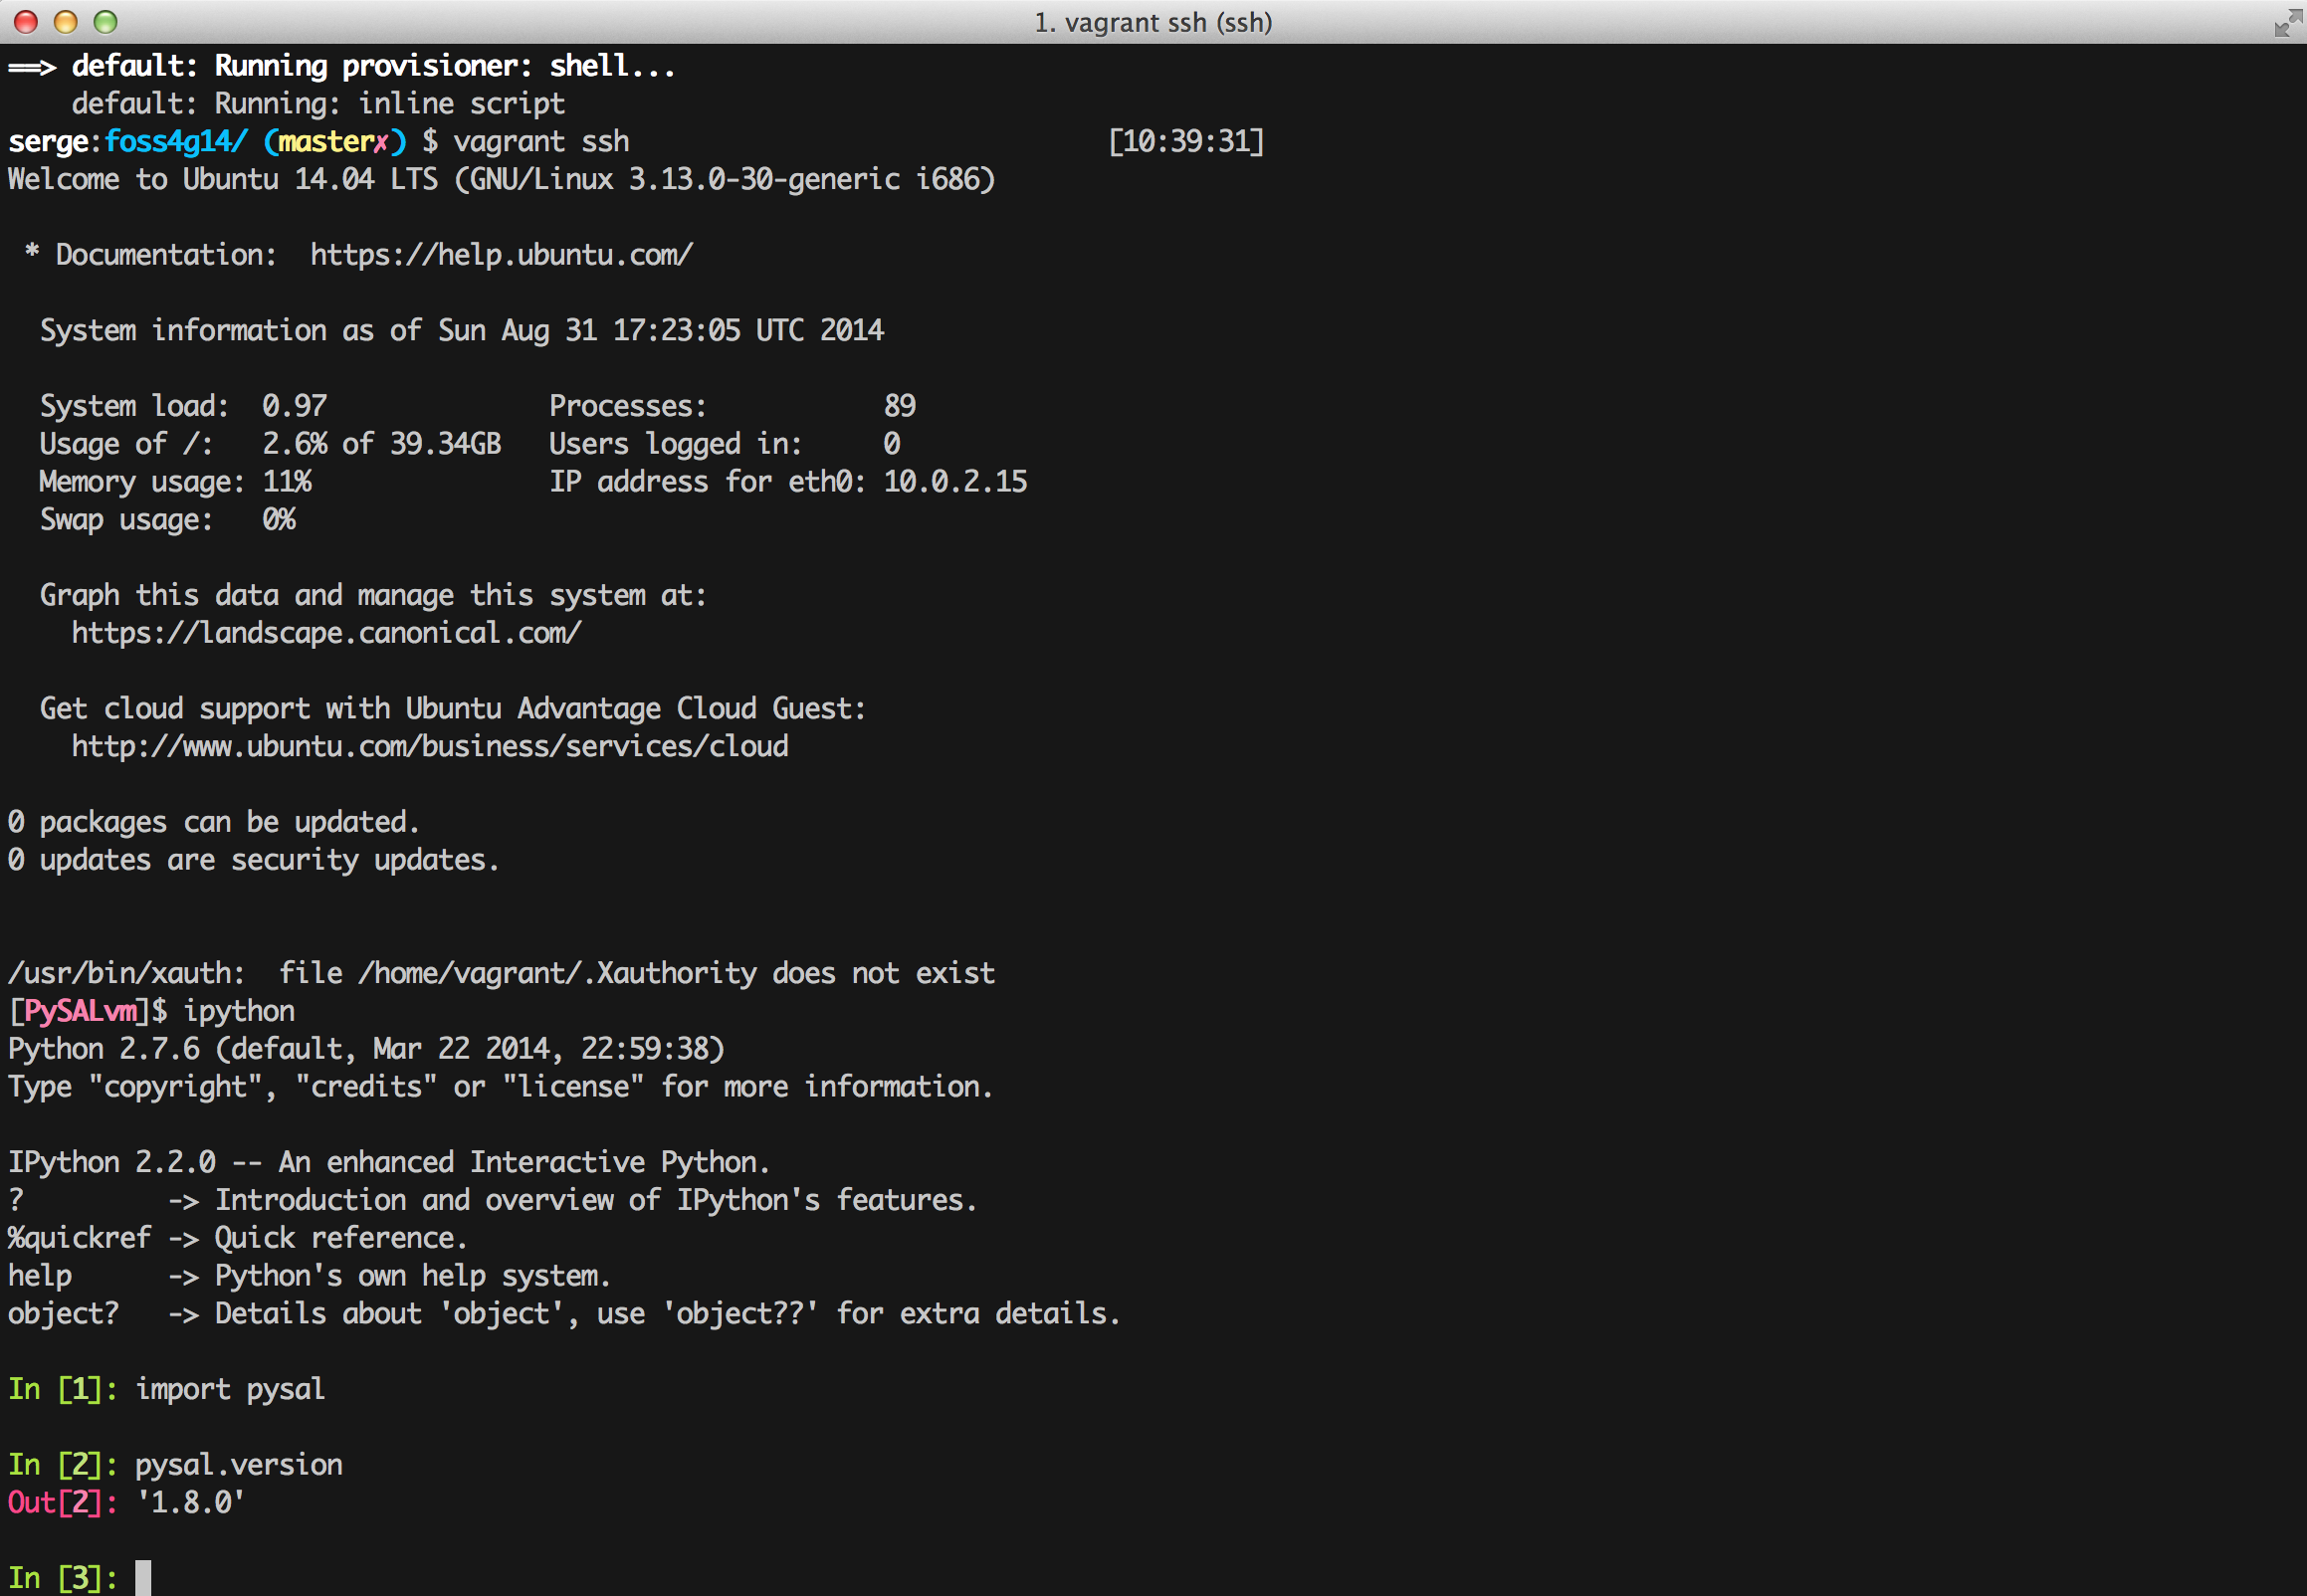 1. vagrant ssh (ssh)
==> default: Running provisioner: shell...
    default: Running: inline script
serge:foss4g14/ (master✗) $ vagrant ssh                              [10:39:31]
Welcome to Ubuntu 14.04 LTS (GNU/Linux 3.13.0-30-generic i686)
 * Documentation:  https://help.ubuntu.com/
  System information as of Sun Aug 31 17:23:05 UTC 2014
  System load:  0.97              Processes:           89
  Usage of /:   2.6% of 39.34GB   Users logged in:     0
  Memory usage: 11%               IP address for eth0: 10.0.2.15
  Swap usage:   0%
  Graph this data and manage this system at:
    https://landscape.canonical.com/
  Get cloud support with Ubuntu Advantage Cloud Guest:
    http://www.ubuntu.com/business/services/cloud
0 packages can be updated.
0 updates are security updates.
/usr/bin/xauth:  file /home/vagrant/.Xauthority does not exist
[PySALvm]$ ipython
Python 2.7.6 (default, Mar 22 2014, 22:59:38)
Type "copyright", "credits" or "license" for more information.
IPython 2.2.0 -- An enhanced Interactive Python.
?         -> Introduction and overview of IPython's features.
%quickref -> Quick reference.
help      -> Python's own help system.
object?   -> Details about 'object', use 'object??' for extra details.
In [1]: import pysal
In [2]: pysal.version
Out[2]: '1.8.0'
In [3]: